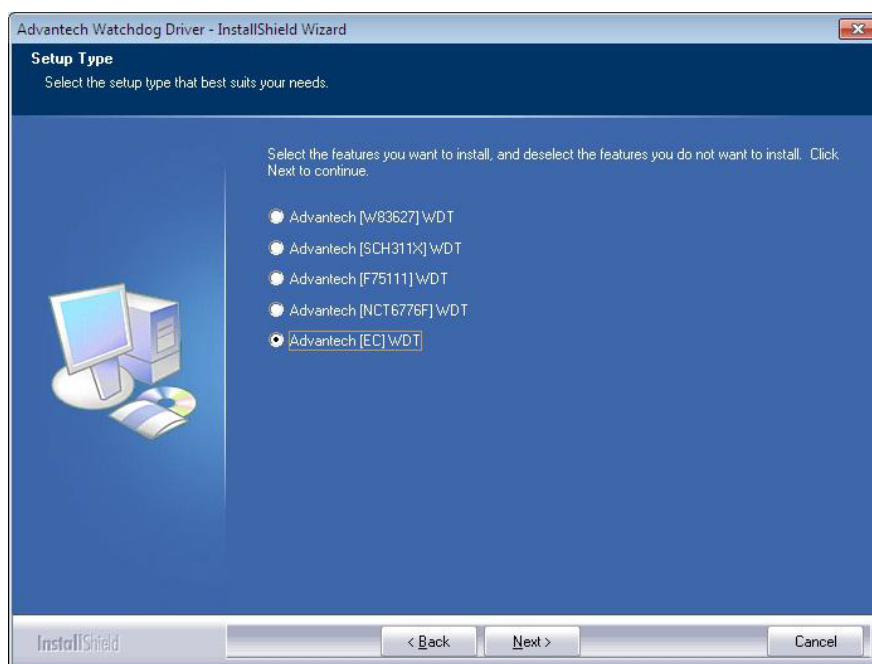 Advantech Watchdog Driver - InstallShield Wizard
Setup Type
Select the setup type that best suits your needs.
Select the features you want to install, and deselect the features you do not want to install. Click
Next to continue.
Advantech [W83627] WDT
Advantech [SCH311X] WDT
Advantech [F75111] WDT
Advantech [NCT6776F] WDT
Advantech [EC] WDT
InstallShield
< Back
Next >
Cancel